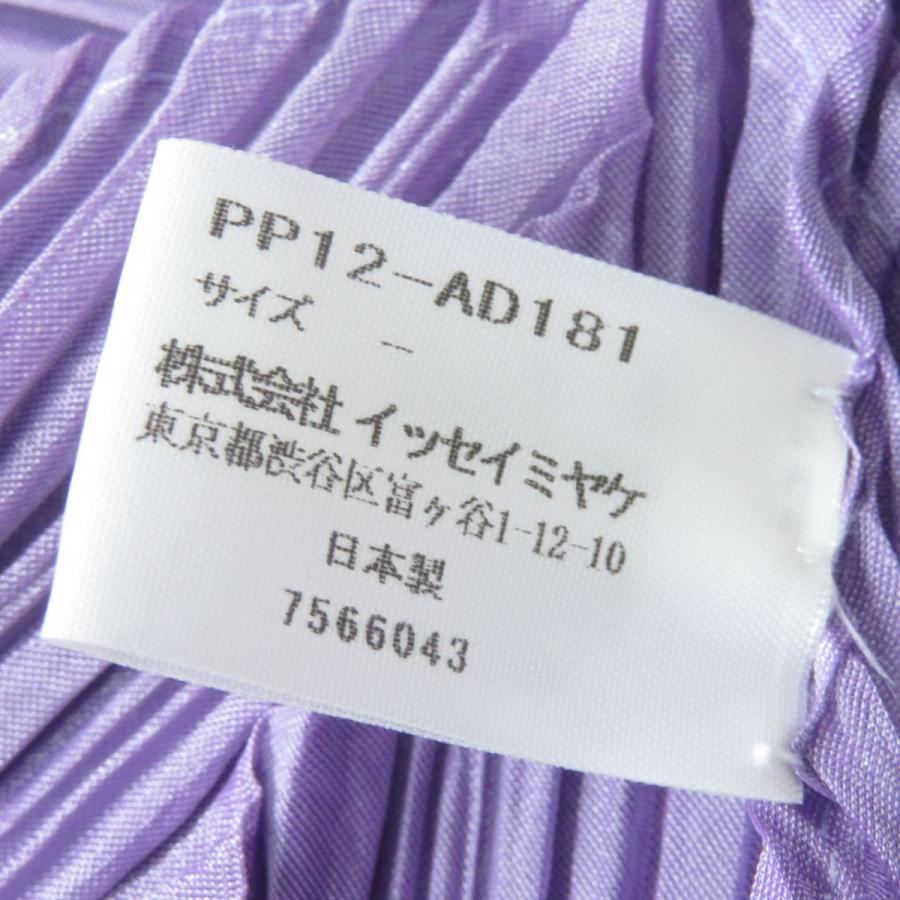 PP12-AD181
サイズ -
株式会社 イッセイミヤケ
東京都渋谷区富ヶ谷1-12-10
日本製
7566043